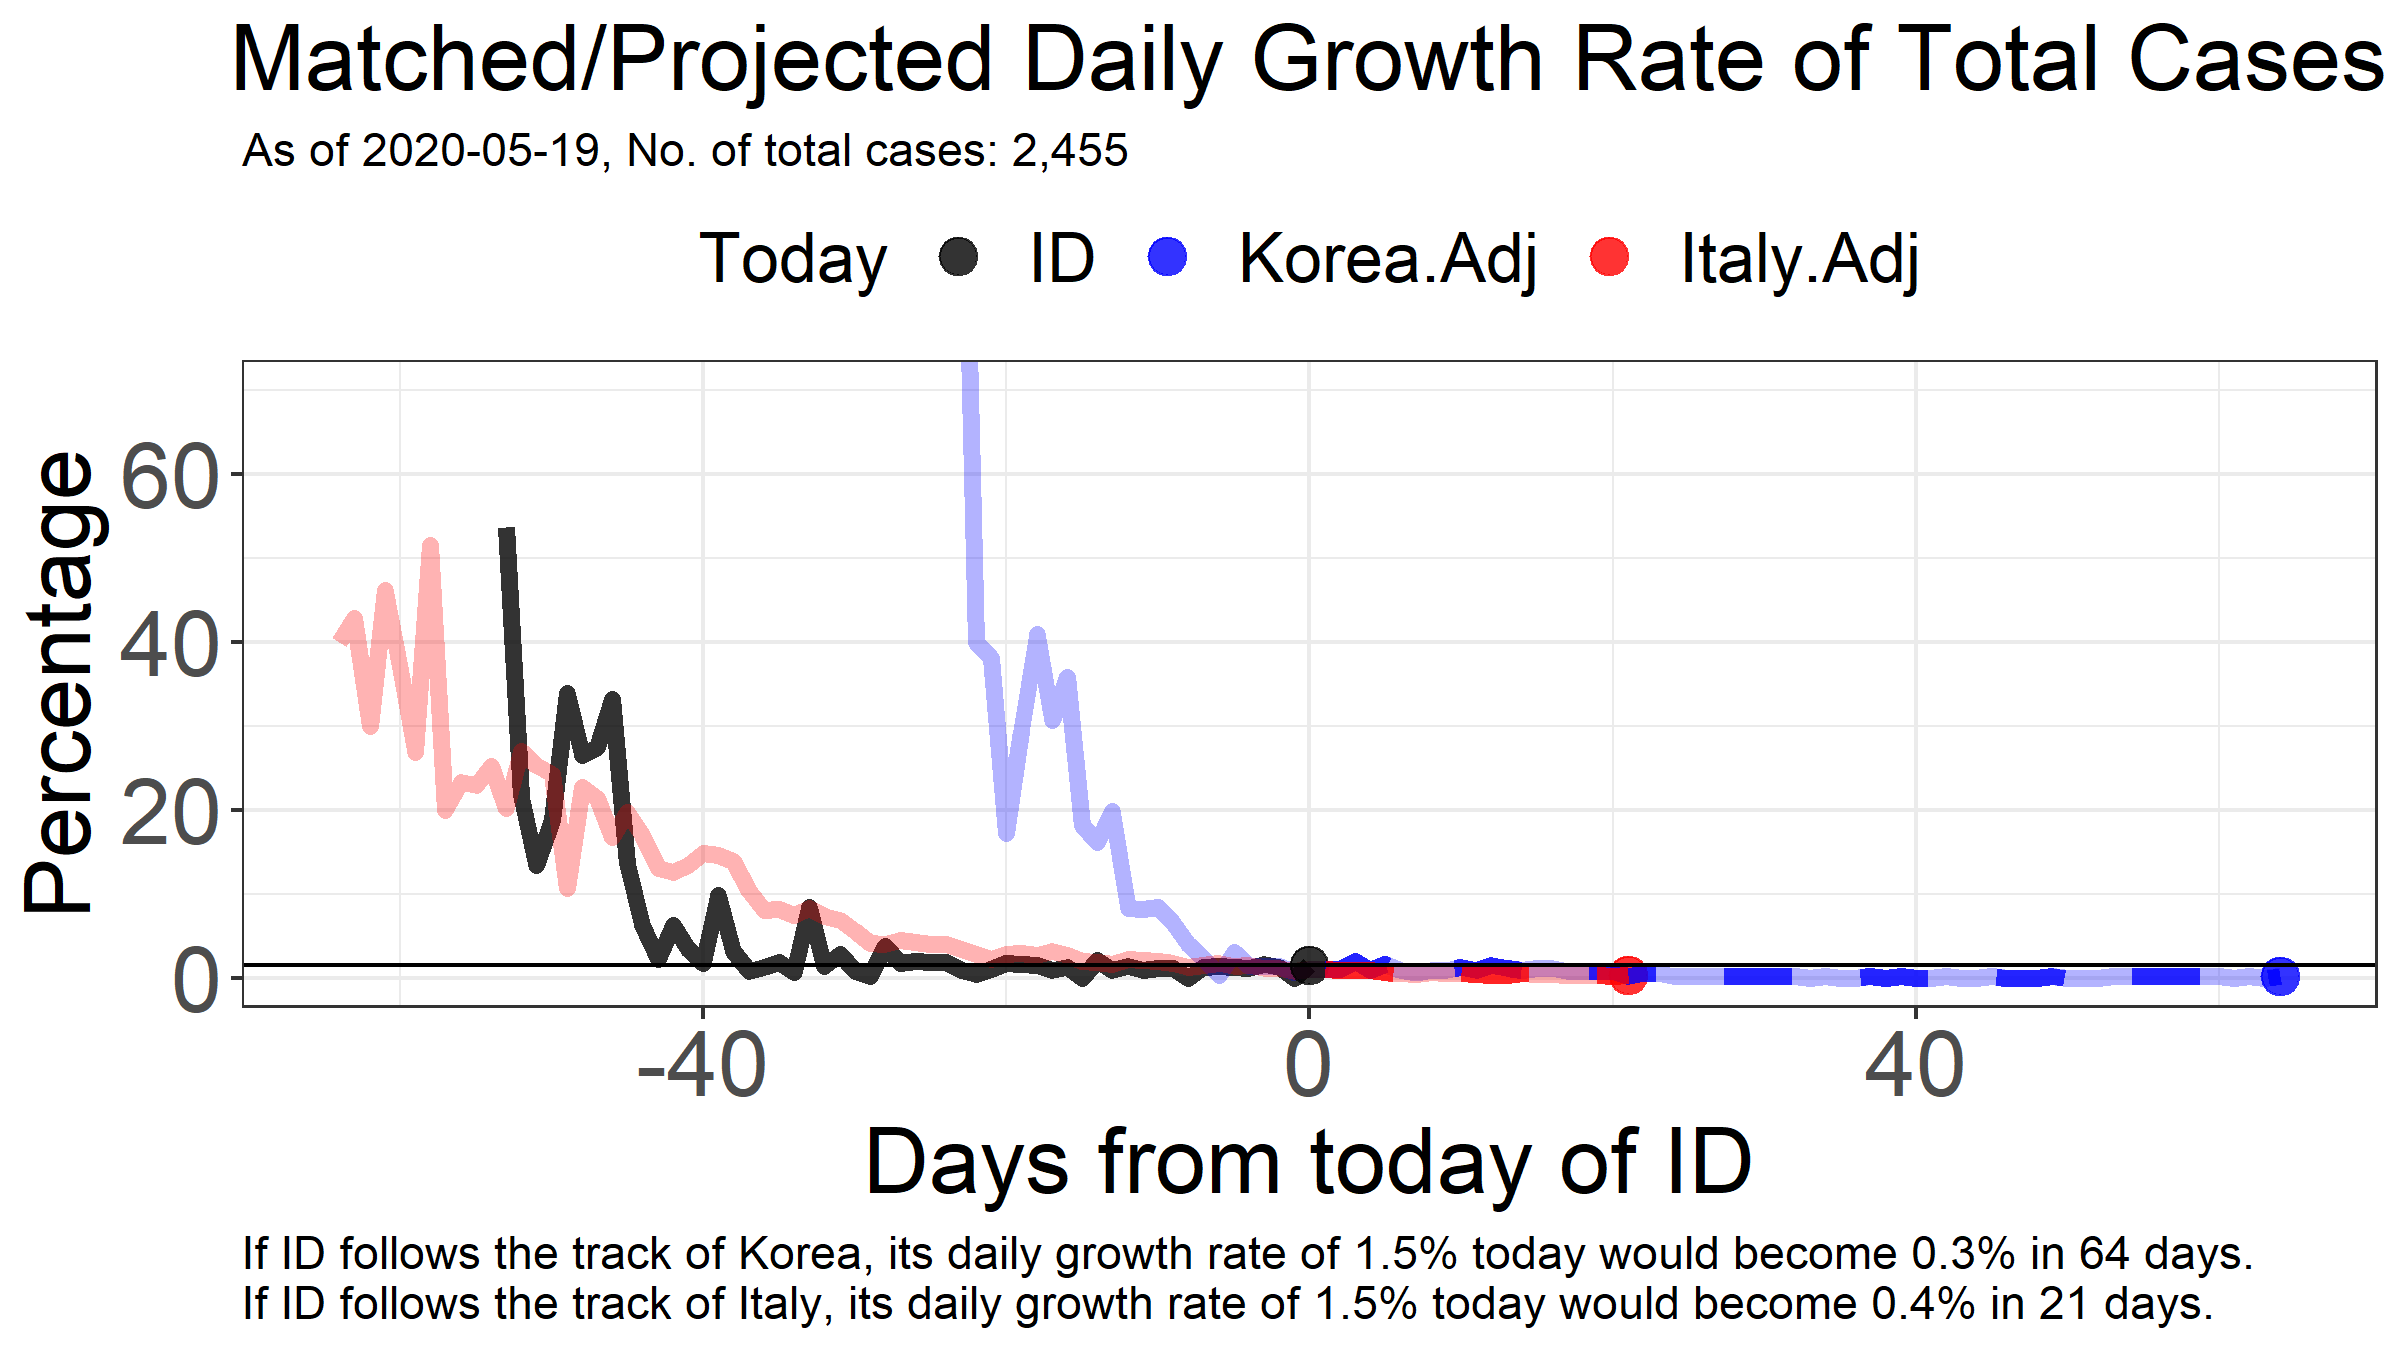 Matched/Projected Daily Growth Rate of Total Cases
As of 2020-05-19, No. of total cases: 2,455
Today ID Korea.Adj Italy.Adj
Percentage
60
40
20
0
-40 0 40
Days from today of ID
If ID follows the track of Korea, its daily growth rate of 1.5% today would become 0.3% in 64 days.
If ID follows the track of Italy, its daily growth rate of 1.5% today would become 0.4% in 21 days.